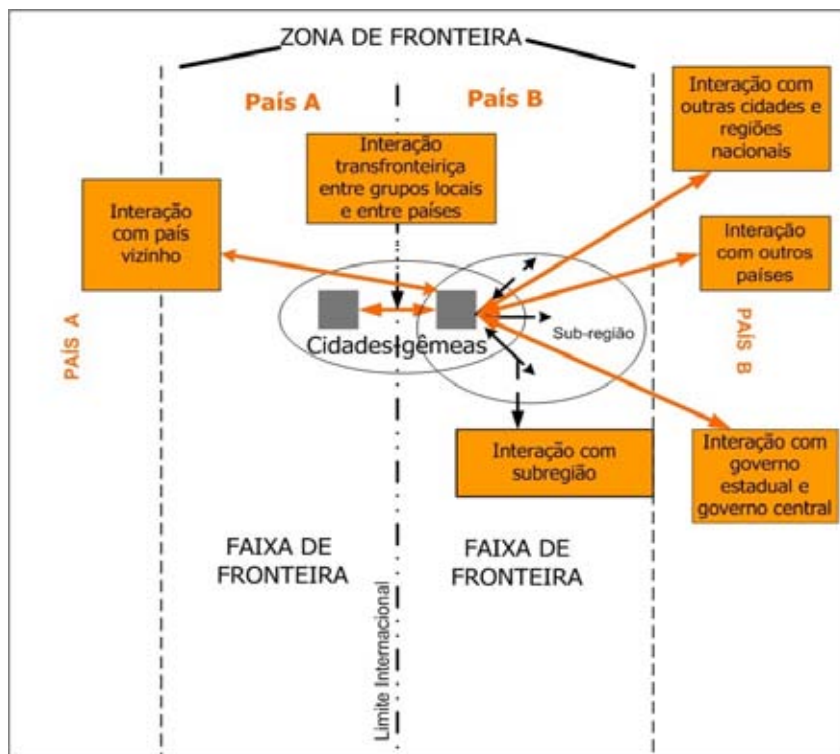 ZONA DE FRONTEIRA
País A
País B
Interação com
outras cidades e
regiões
nacionais
Interação
transfronteiriça
entre grupos locais
e entre países
Interação
com país
vizinho
Interação
com outros
países
PAÍS A
PAÍS B
Cidades-gêmeas
Sub-região
Interação com
subregião
Interação com
governo
estadual e
governo central
FAIXA DE
FRONTEIRA
FAIXA DE
FRONTEIRA
Limite Internacional